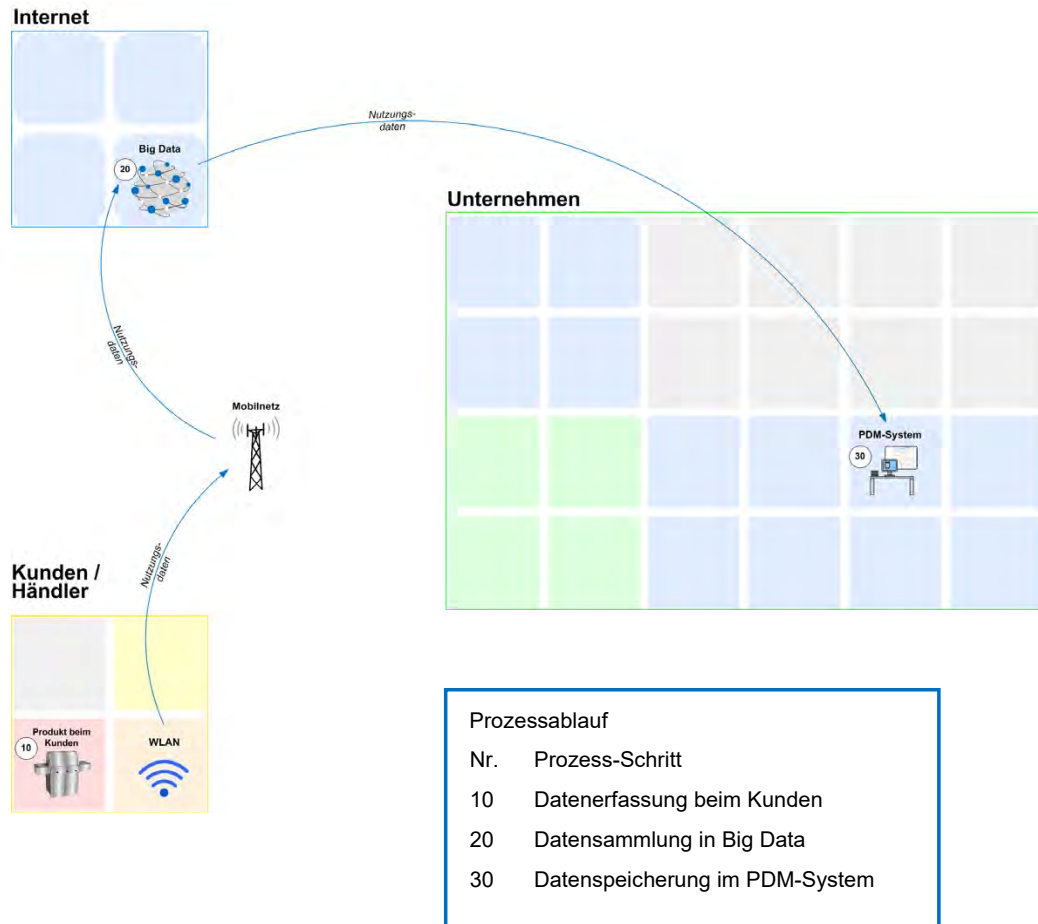 Internet
Nutzungs-
daten
Big Data
20
Unternehmen
Nutzungs-
daten
Mobilnetz
PDM-System
30
Nutzungs-
daten
Kunden /
Händler
Produkt beim
Kunden
10
WLAN
Prozessablauf
Nr. Prozess-Schritt
10 Datenerfassung beim Kunden
20 Datensammlung in Big Data
30 Datenspeicherung im PDM-System